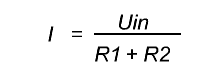 I = Uin / R1 + R2